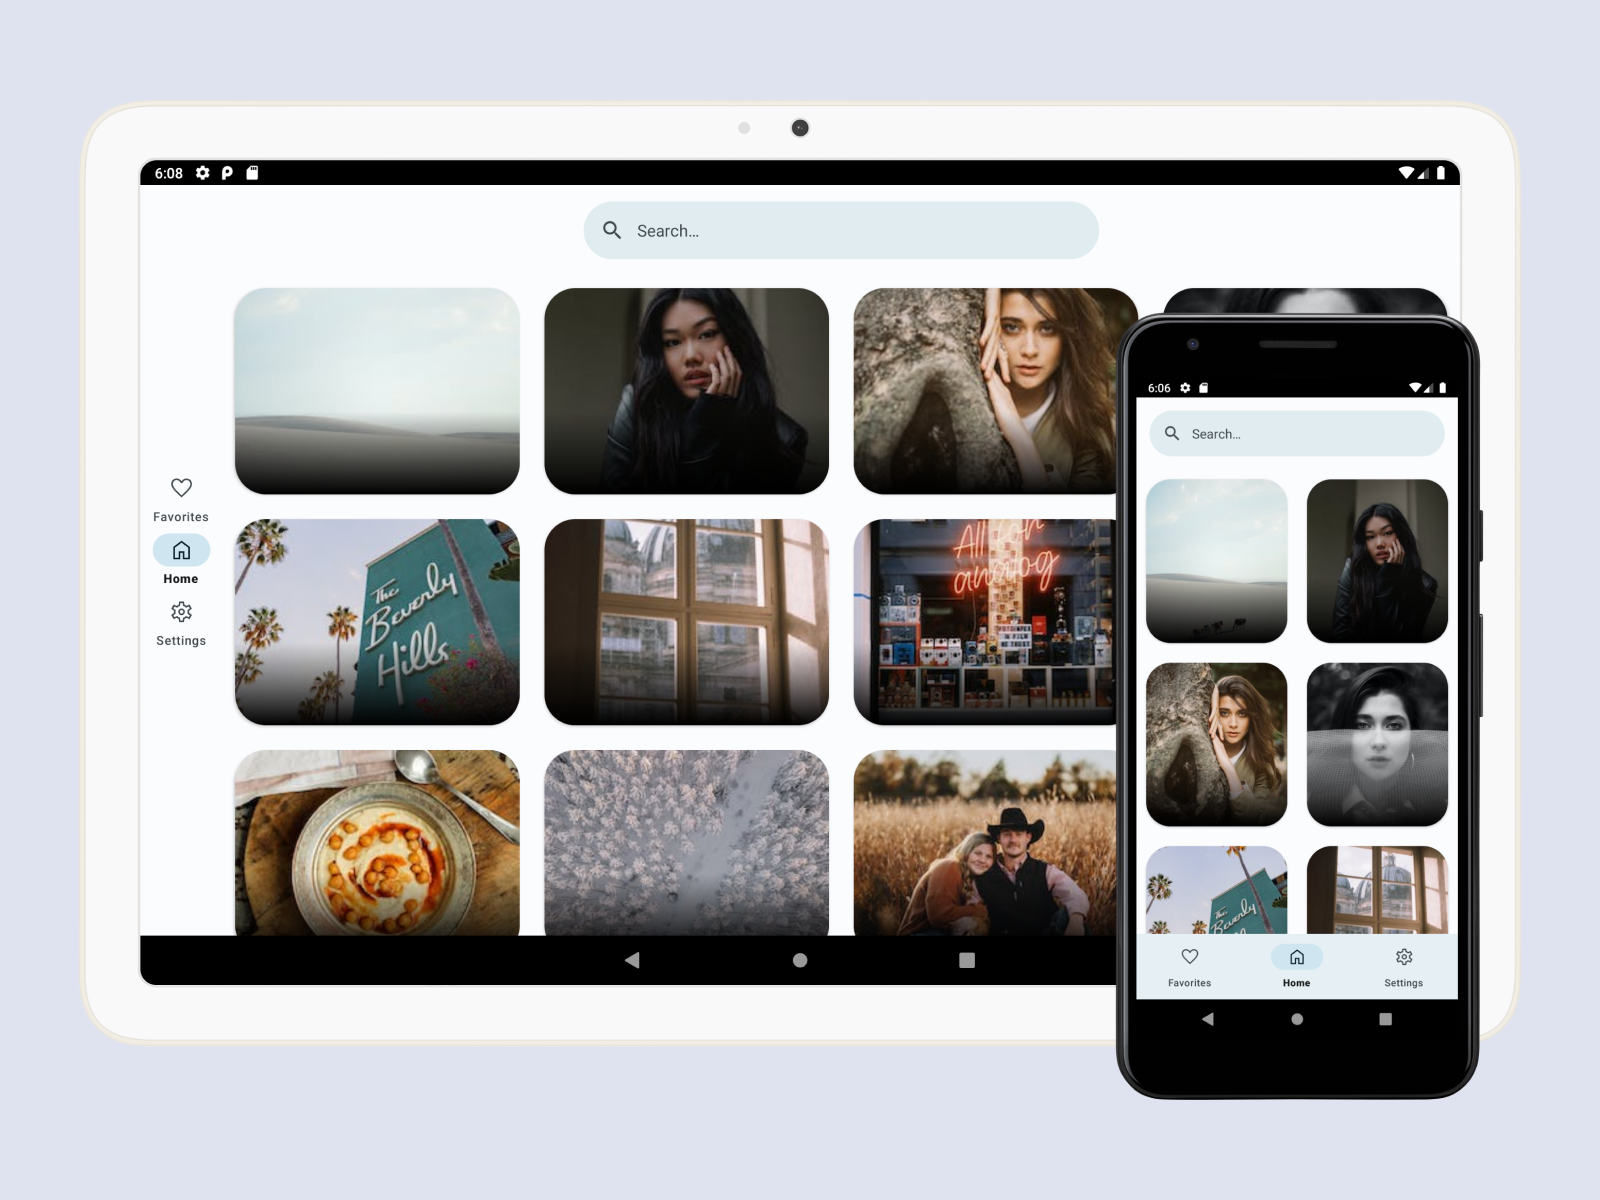 6:08
Search...
Favorites
Home
Settings
The
Beverly
Hills
All for
analog
6:06
Search...
The
Beverly
Favorites
Home
Settings